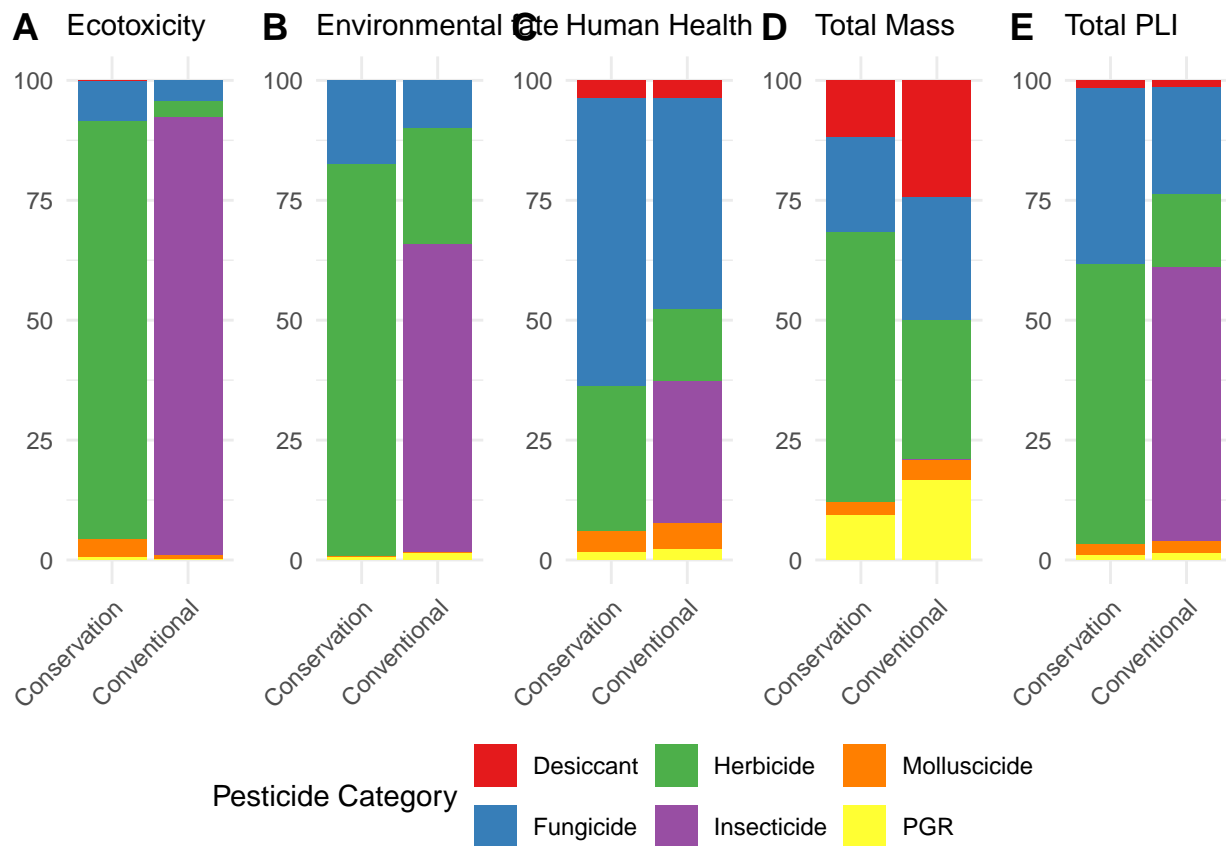 A Ecotoxicity
B Environmental fate
C Human Health
D Total Mass
E Total PLI
100
75
50
25
0
Conservation
Conventional
100
75
50
25
0
Conservation
Conventional
100
75
50
25
0
Conservation
Conventional
100
75
50
25
0
Conservation
Conventional
100
75
50
25
0
Conservation
Conventional
Pesticide Category
Desiccant
Herbicide
Molluscicide
Fungicide
Insecticide
PGR